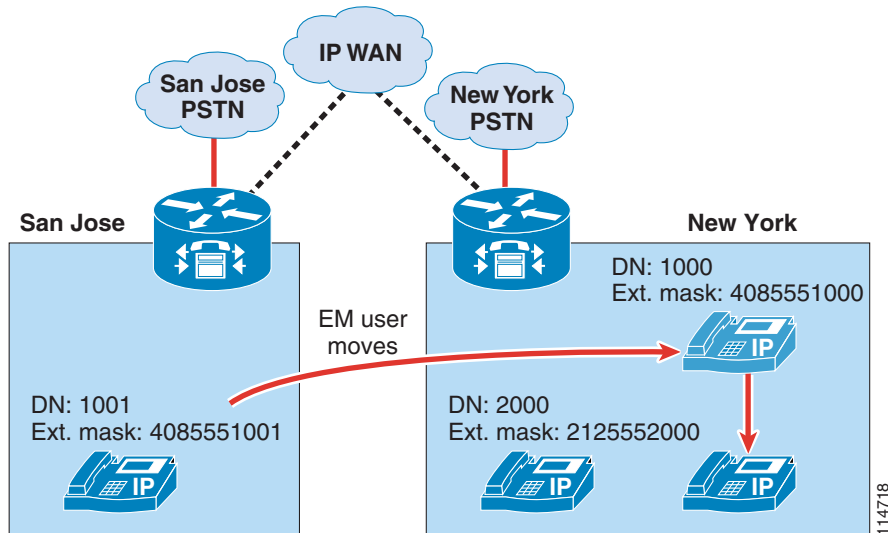 IP WAN
San Jose
PSTN
New York
PSTN
San Jose
New York
DN: 1000
Ext. mask: 4085551000
IP
EM user
moves
DN: 1001
Ext. mask: 4085551001
IP
DN: 2000
Ext. mask: 2125552000
IP
IP
114718